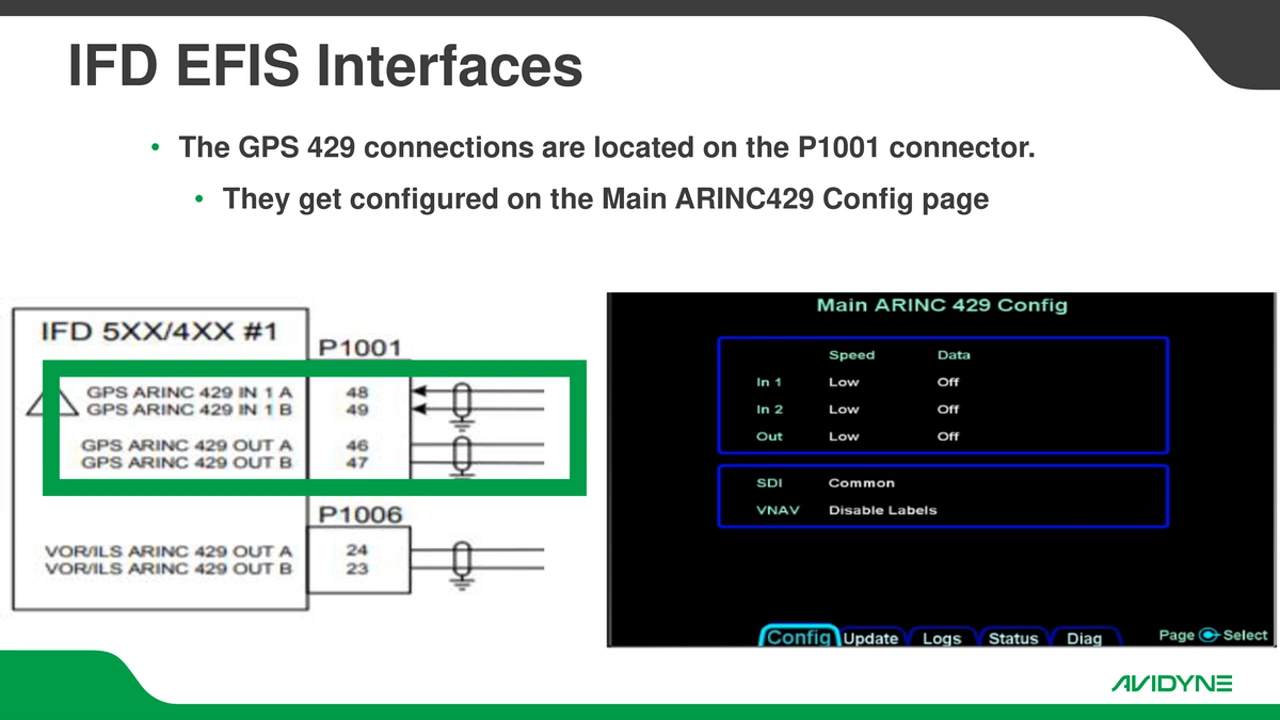 IFD EFIS Interfaces
• The GPS 429 connections are located on the P1001 connector.
• They get configured on the Main ARINC429 Config page
IFD 5XX/4XX #1
P1001
GPS ARINC 429 IN 1 A 48
GPS ARINC 429 IN 1 B 49
GPS ARINC 429 OUT A 46
GPS ARINC 429 OUT B 47
P1006
VOR/ILS ARINC 429 OUT A 24
VOR/ILS ARINC 429 OUT B 23
Main ARINC 429 Config
Speed Data
In 1 Low Off
In 2 Low Off
Out Low Off
SDI Common
VNAV Disable Labels
Config Update Logs Status Diag Page Select
AVIDYNE